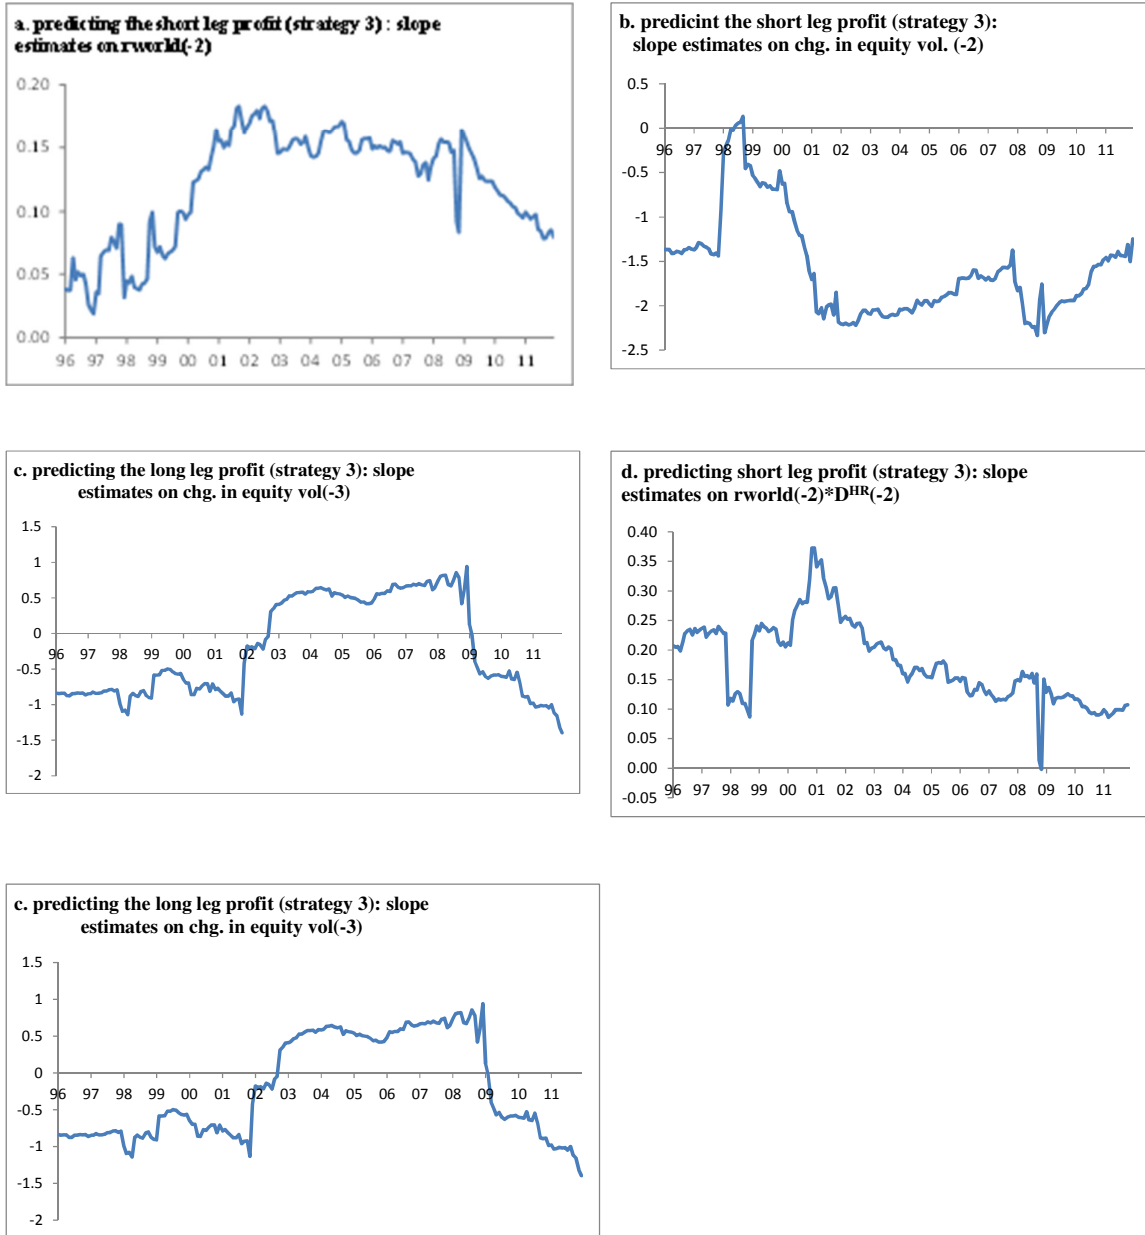 a. predicting the short leg profit (strategy 3) : slope
estimates on rworld(-2)
0.20
0.15
0.10
0.05
0.00
96 97 98 99 00 01 02 03 04 05 06 07 08 09 10 11
b. predicint the short leg profit (strategy 3):
slope estimates on chg. in equity vol. (-2)
0.5
0
96 97 98 99 00 01 02 03 04 05 06 07 08 09 10 11
-0.5
-1
-1.5
-2
-2.5
c. predicting the long leg profit (strategy 3): slope
estimates on chg. in equity vol(-3)
1.5
1
0.5
0
96 97 98 99 00 01 02 03 04 05 06 07 08 09 10 11
-0.5
-1
-1.5
-2
d. predicting short leg profit (strategy 3): slope
estimates on rworld(-2)*D^HR(-2)
0.40
0.35
0.30
0.25
0.20
0.15
0.10
0.05
0.00
-0.05
96 97 98 99 00 01 02 03 04 05 06 07 08 09 10 11
c. predicting the long leg profit (strategy 3): slope
estimates on chg. in equity vol(-3)
1.5
1
0.5
0
96 97 98 99 00 01 02 03 04 05 06 07 08 09 10 11
-0.5
-1
-1.5
-2